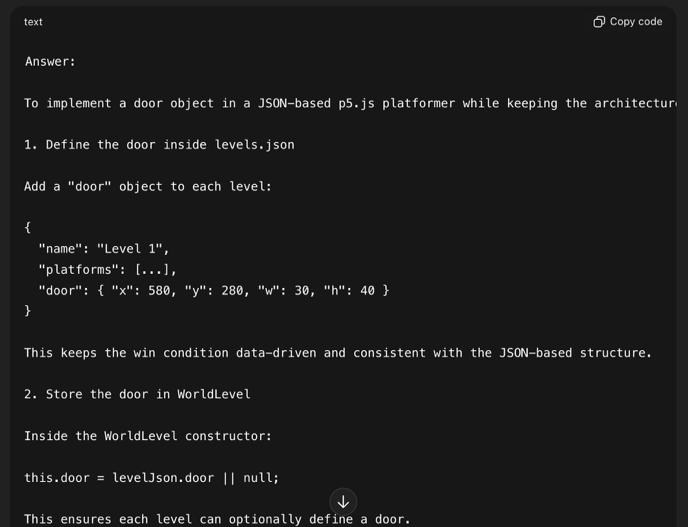 text
Copy code
Answer:
To implement a door object in a JSON-based p5.js platformer while keeping the architecture
1. Define the door inside levels.json
Add a "door" object to each level:
{
"name": "Level 1",
"platforms": [...],
"door": { "x": 580, "y": 280, "w": 30, "h": 40 }
}
This keeps the win condition data-driven and consistent with the JSON-based structure.
2. Store the door in WorldLevel
Inside the WorldLevel constructor:
this.door = levelJson.door || null;
This ensures each level can optionally define a door.